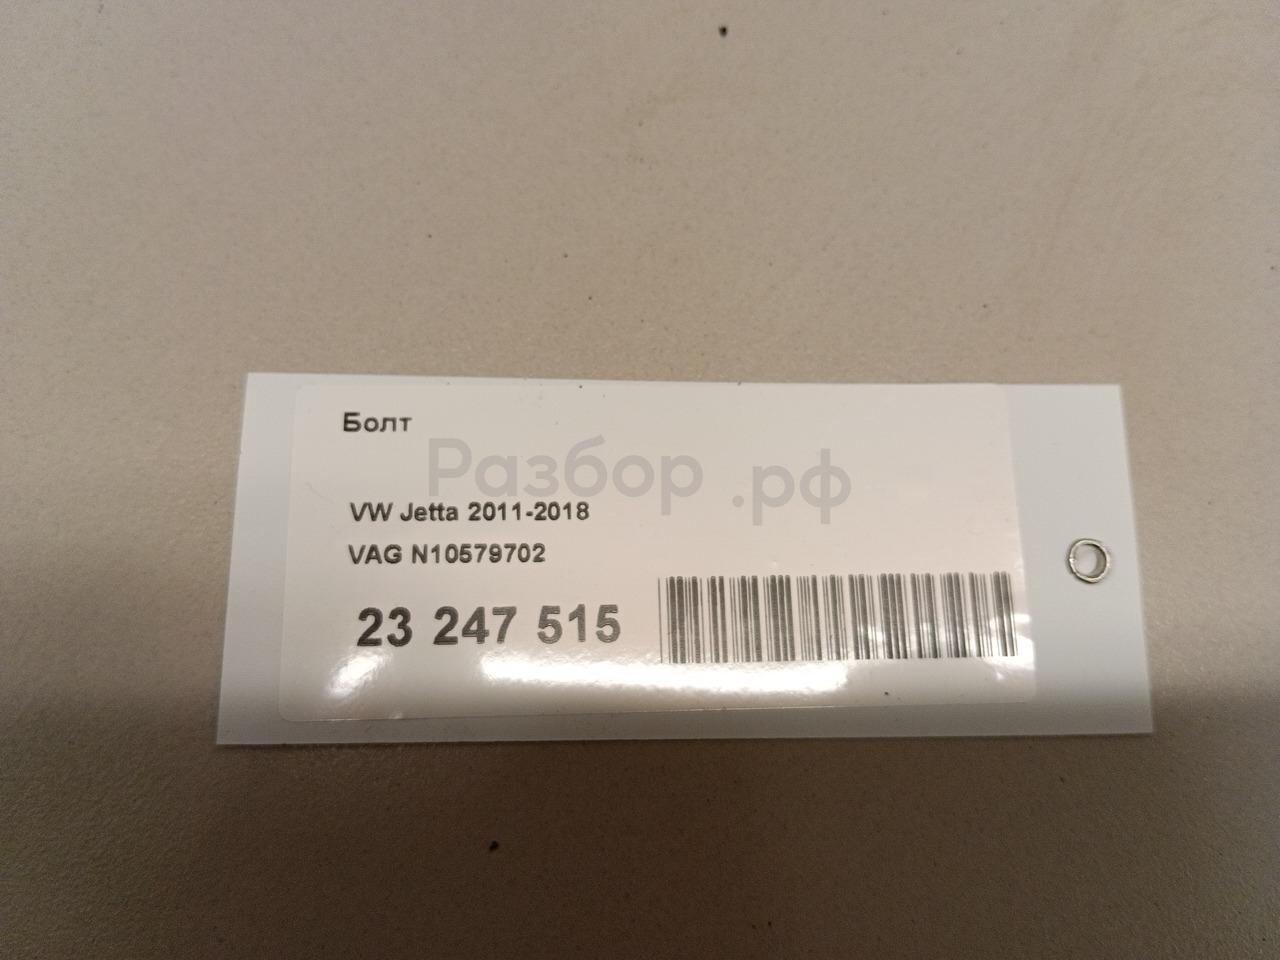 Болт
Разбор.рф
VW Jetta 2011-2018
VAG N10579702
23 247 515